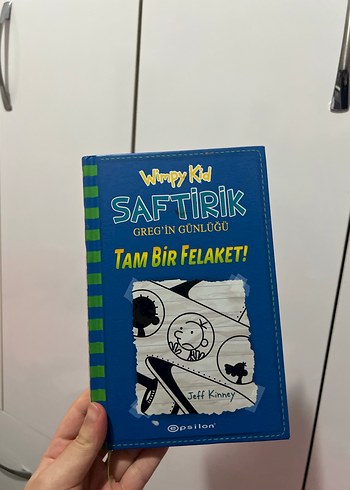 Wimpy Kid
SAFTİRİK
GREG'İN GÜNLÜĞÜ
TAM BİR FELAKET!
Jeff Kinney
epsilon